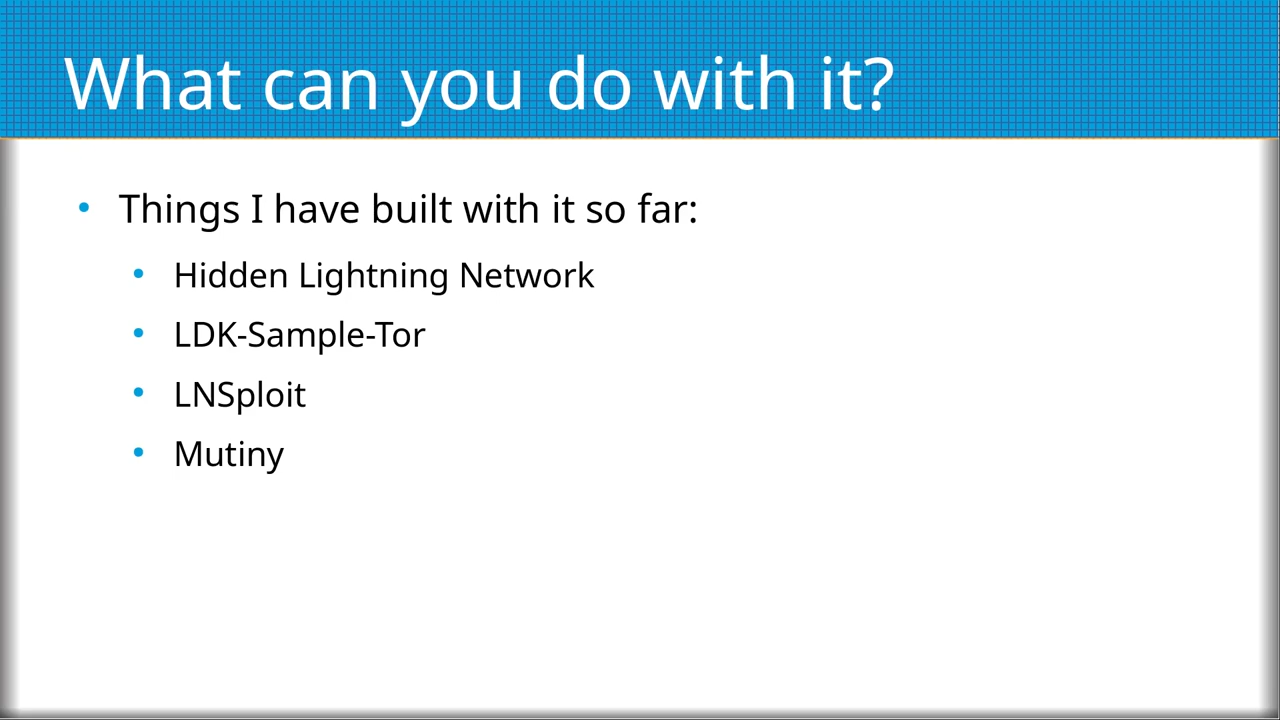 What can you do with it?
Things I have built with it so far:
Hidden Lightning Network
LDK-Sample-Tor
LNSploit
Mutiny